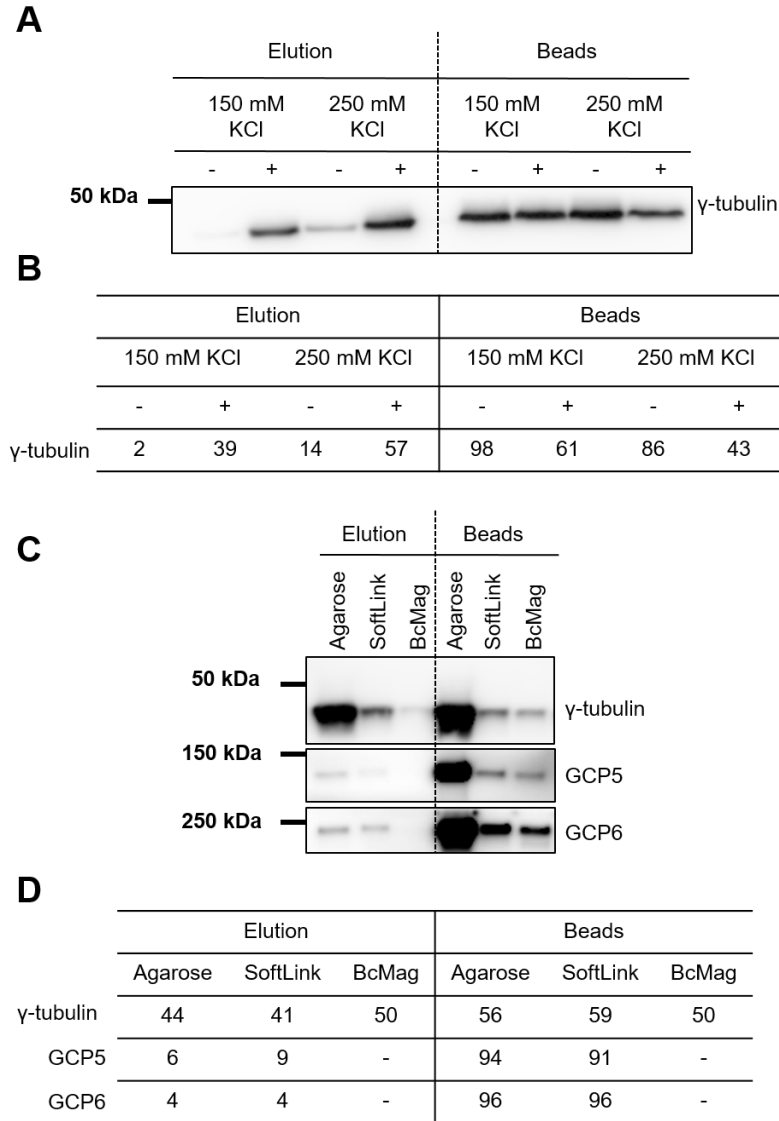 A
Elution Beads
150 mM 250 mM 150 mM 250 mM
KCl KCl KCl KCl
- + - + - + - +
50 kDa
γ-tubulin
B
Elution Beads
150 mM KCl 250 mM KCl 150 mM KCl 250 mM KCl
- + - + - + - +
γ-tubulin 2 39 14 57 98 61 86 43
C
Elution Beads
Agarose SoftLink BcMag Agarose SoftLink BcMag
50 kDa
γ-tubulin
150 kDa
GCP5
250 kDa
GCP6
D
Elution Beads
Agarose SoftLink BcMag Agarose SoftLink BcMag
γ-tubulin 44 41 50 56 59 50
GCP5 6 9 - 94 91 -
GCP6 4 4 - 96 96 -